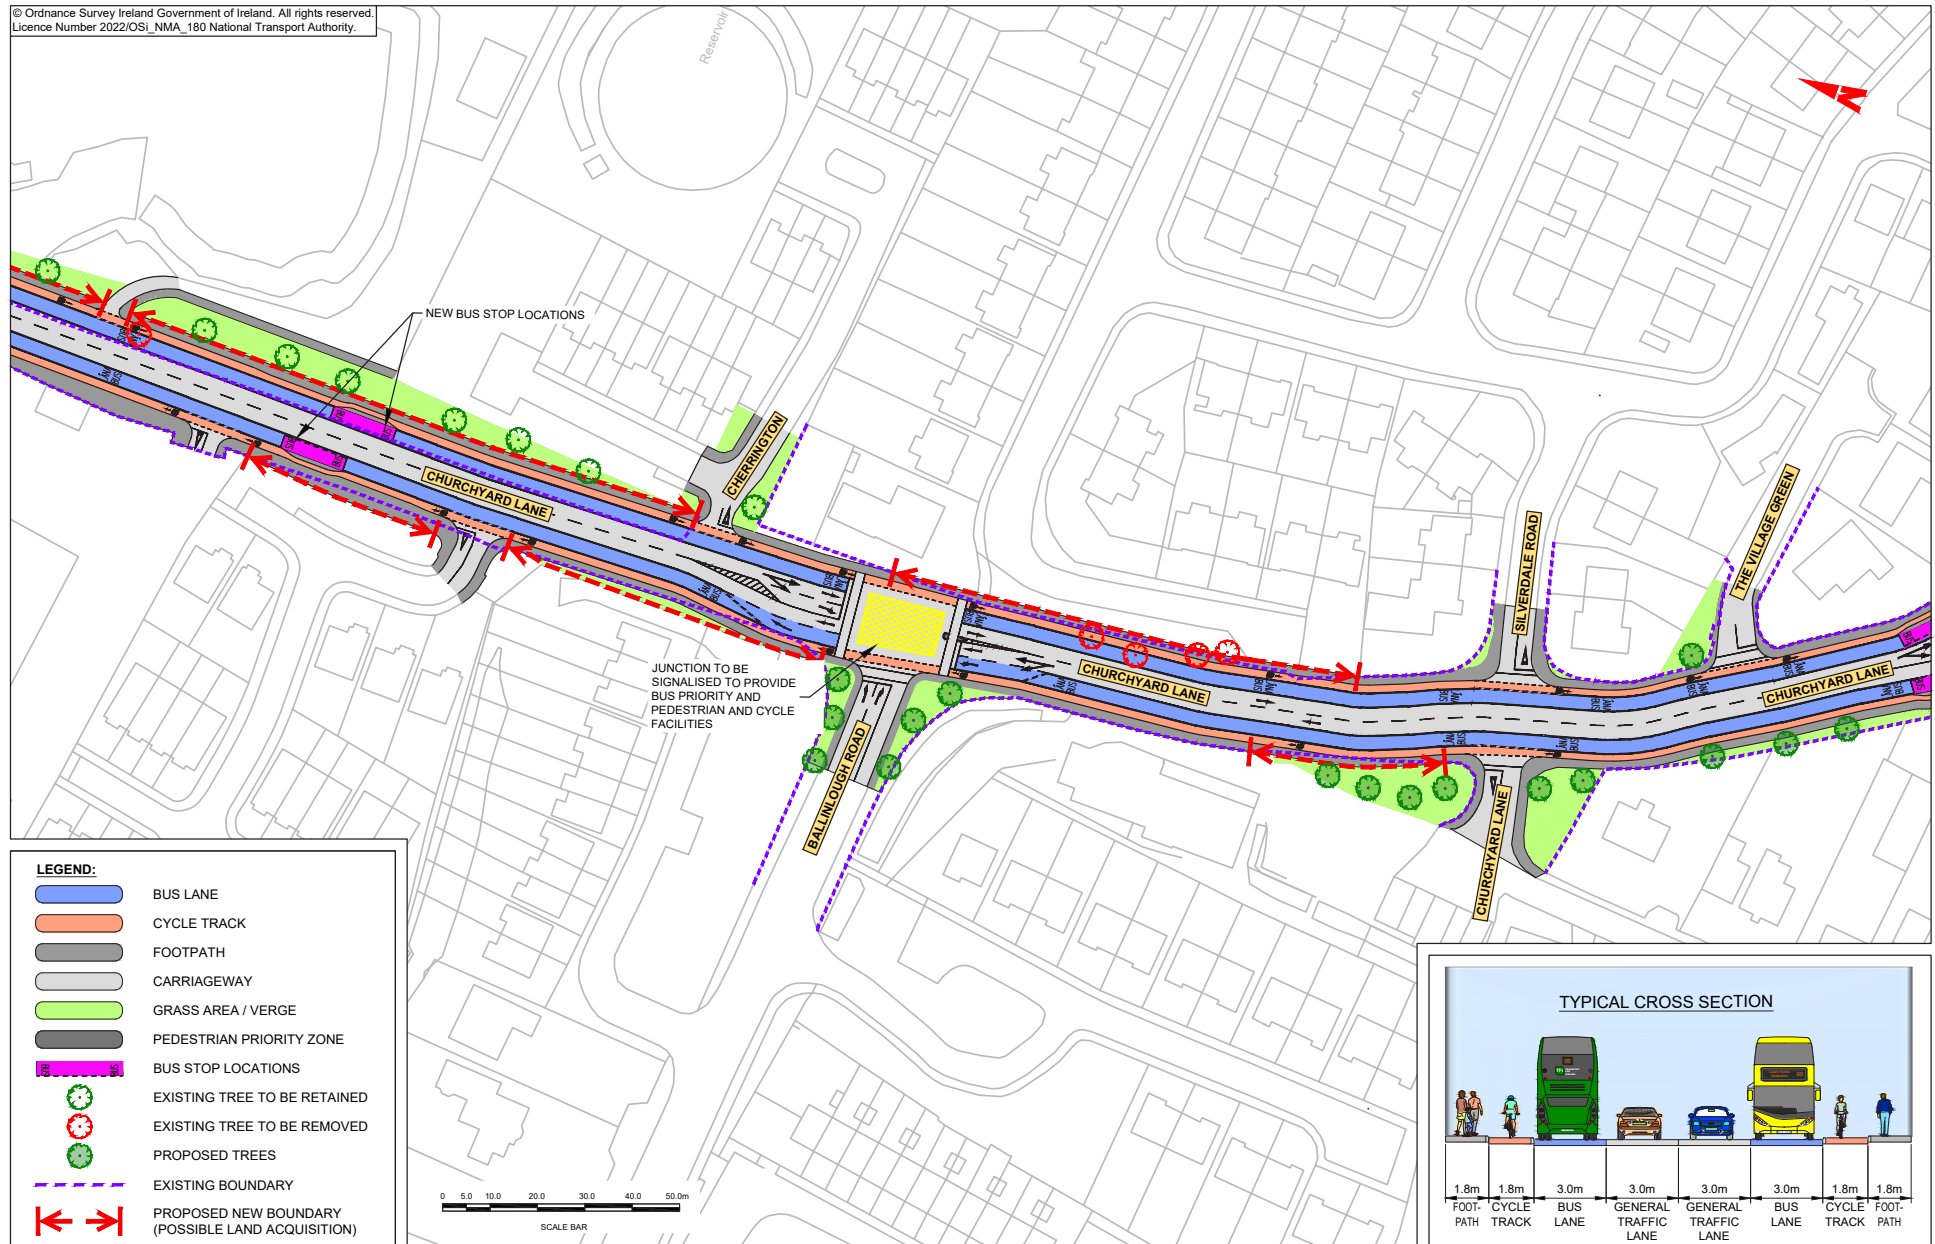 © Ordnance Survey Ireland Government of Ireland. All rights reserved.
Licence Number 2022/OSi_NMA_180 National Transport Authority.
Reservoir
N
NEW BUS STOP LOCATIONS
CHERRINGTON
CHURCHYARD LANE
SILVERDALE ROAD
THE VILLAGE GREEN
JUNCTION TO BE
SIGNALISED TO PROVIDE
BUS PRIORITY AND
PEDESTRIAN AND CYCLE
FACILITIES
CHURCHYARD LANE
CHURCHYARD LANE
BALLINLOUGH ROAD
CHURCHYARD LANE
LEGEND:
BUS LANE
CYCLE TRACK
FOOTPATH
CARRIAGEWAY
GRASS AREA / VERGE
PEDESTRIAN PRIORITY ZONE
BUS BUS
BUS STOP LOCATIONS
EXISTING TREE TO BE RETAINED
EXISTING TREE TO BE REMOVED
PROPOSED TREES
EXISTING BOUNDARY
PROPOSED NEW BOUNDARY
(POSSIBLE LAND ACQUISITION)
0 5.0 10.0 20.0 30.0 40.0 50.0m
SCALE BAR
TYPICAL CROSS SECTION
1.8m 1.8m 3.0m 3.0m 3.0m 3.0m 1.8m 1.8m
FOOT-
PATH
CYCLE
TRACK
BUS
LANE
GENERAL
TRAFFIC
LANE
GENERAL
TRAFFIC
LANE
BUS
LANE
CYCLE
TRACK
FOOT-
PATH